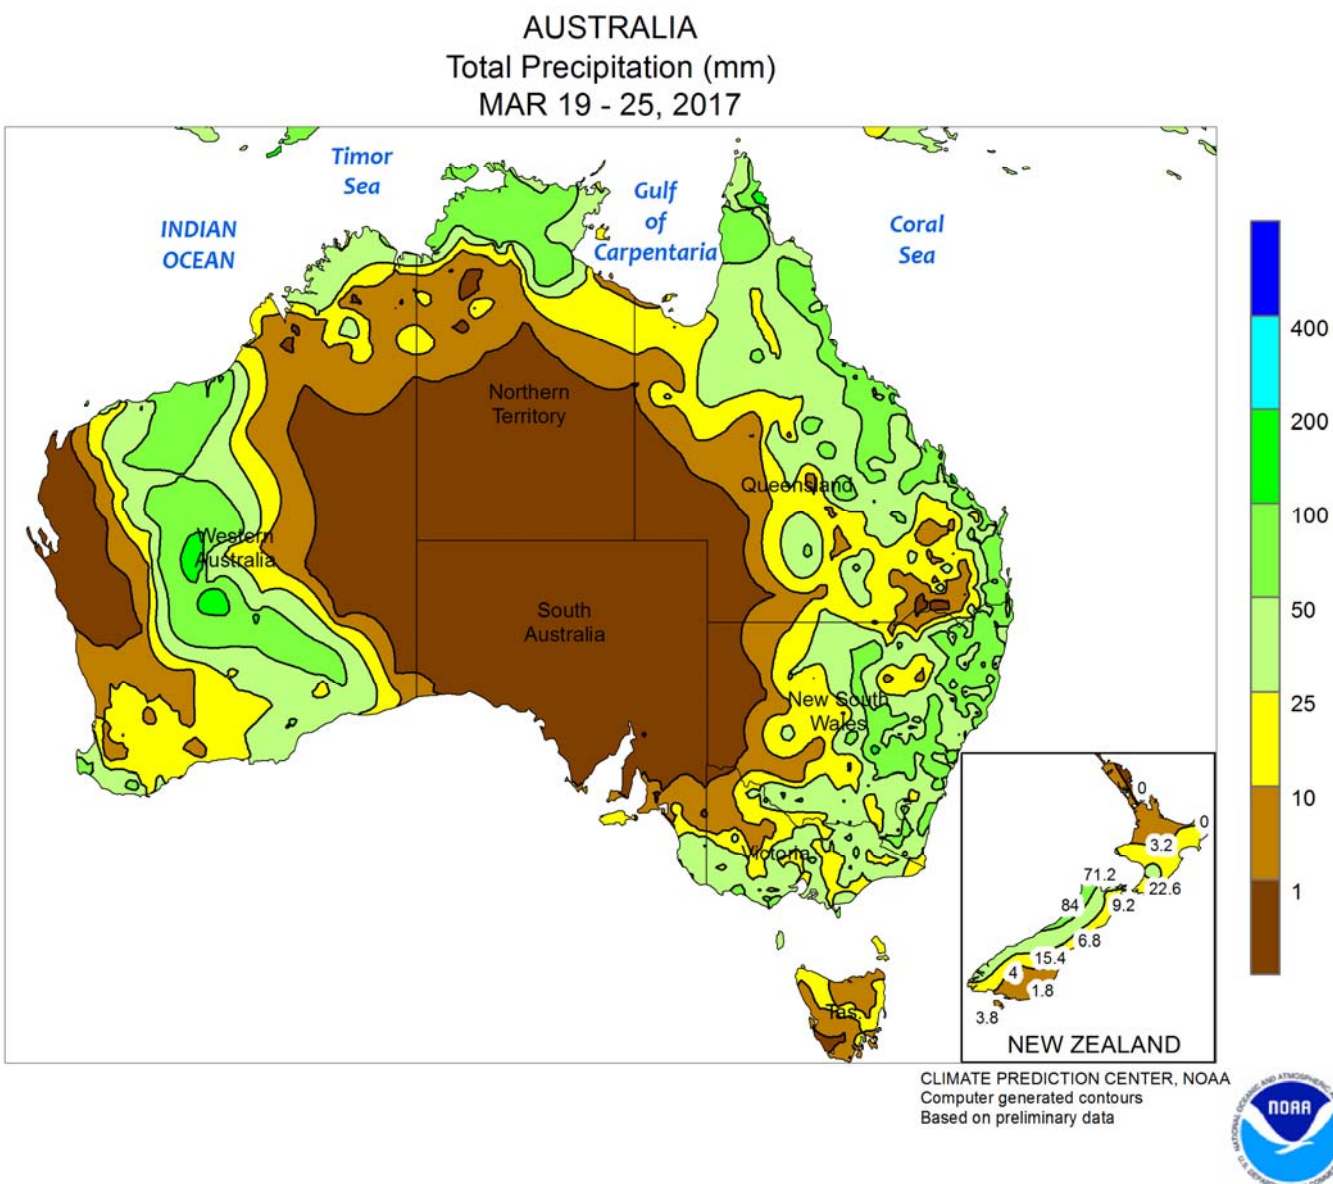 AUSTRALIA
Total Precipitation (mm)
MAR 19 - 25, 2017
Timor
Sea
Gulf
of
Carpentaria
INDIAN
OCEAN
Coral
Sea
Northern
Territory
Queensland
Western
Australia
South
Australia
New South
Wales
Victoria
Tas.
400
200
100
50
25
10
1
0
0
3.2
71.2
22.6
84
9.2
6.8
15.4
4
1.8
3.8
NEW ZEALAND
CLIMATE PREDICTION CENTER, NOAA
Computer generated contours
Based on preliminary data
NOAA